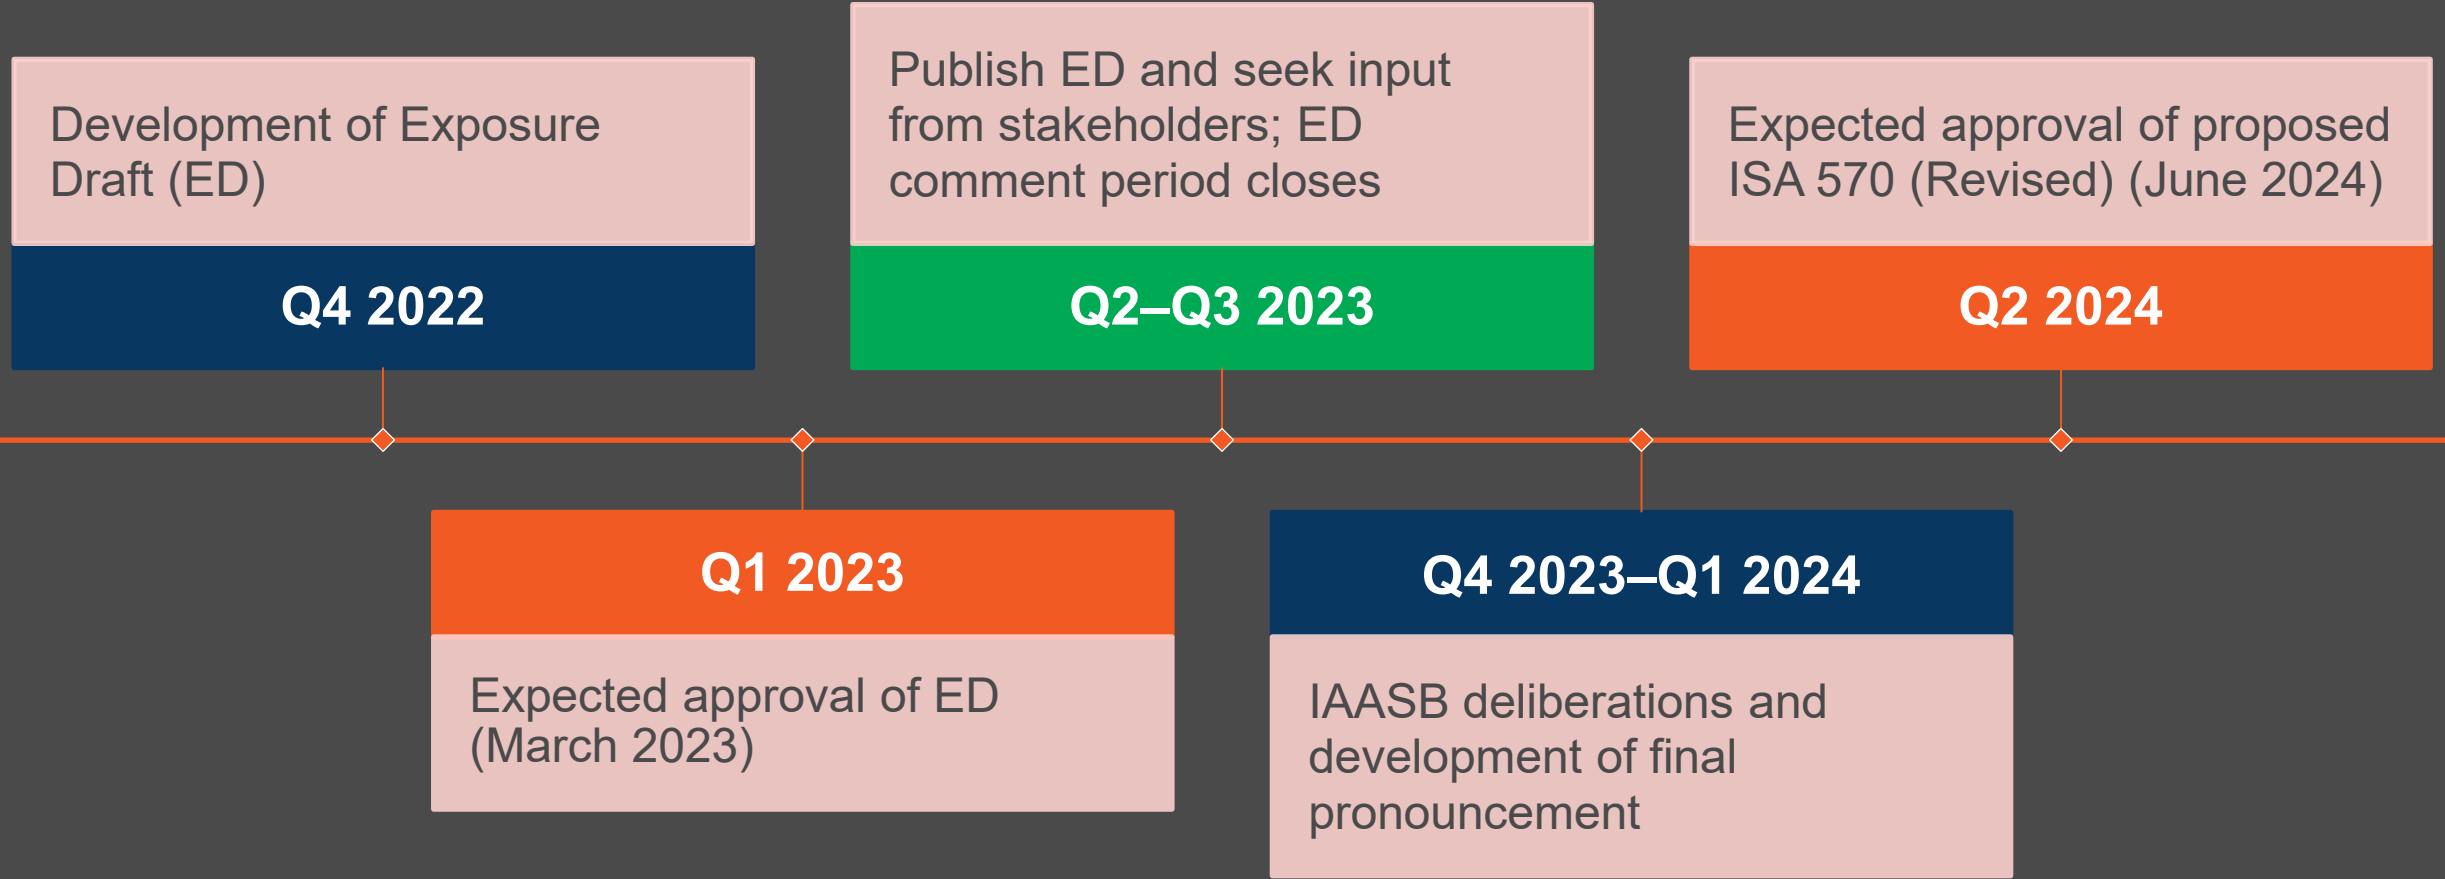 Development of Exposure
Draft (ED)
Q4 2022
Q1 2023
Expected approval of ED
(March 2023)
Publish ED and seek input
from stakeholders; ED
comment period closes
Q2–Q3 2023
Q4 2023–Q1 2024
IAASB deliberations and
development of final
pronouncement
Expected approval of proposed
ISA 570 (Revised) (June 2024)
Q2 2024